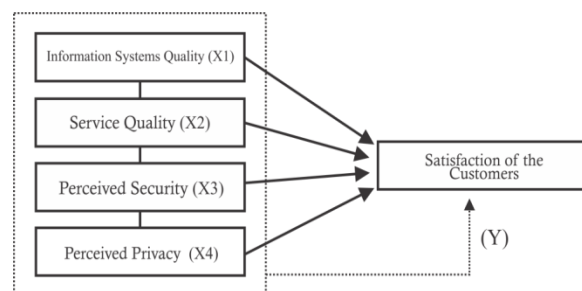 Information Systems Quality (X1)
Service Quality (X2)
Perceived Security (X3)
Perceived Privacy (X4)
Satisfaction of the
Customers
(Y)